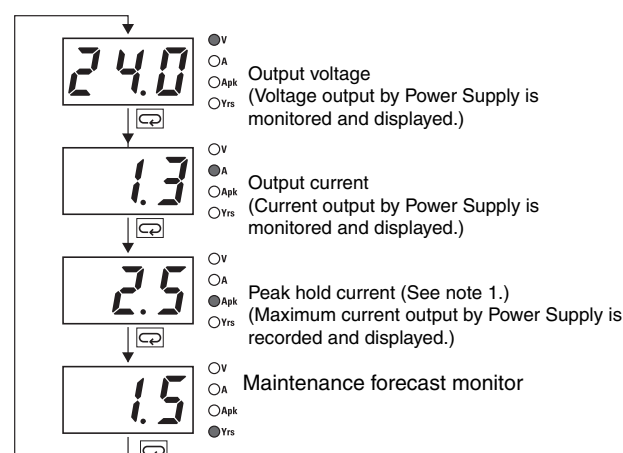 24.0
V
A
Apk
Yrs
Output voltage
(Voltage output by Power Supply is
monitored and displayed.)
1.3
V
A
Apk
Yrs
Output current
(Current output by Power Supply is
monitored and displayed.)
2.5
V
A
Apk
Yrs
Peak hold current (See note 1.)
(Maximum current output by Power Supply is
recorded and displayed.)
1.5
V
A
Apk
Yrs
Maintenance forecast monitor